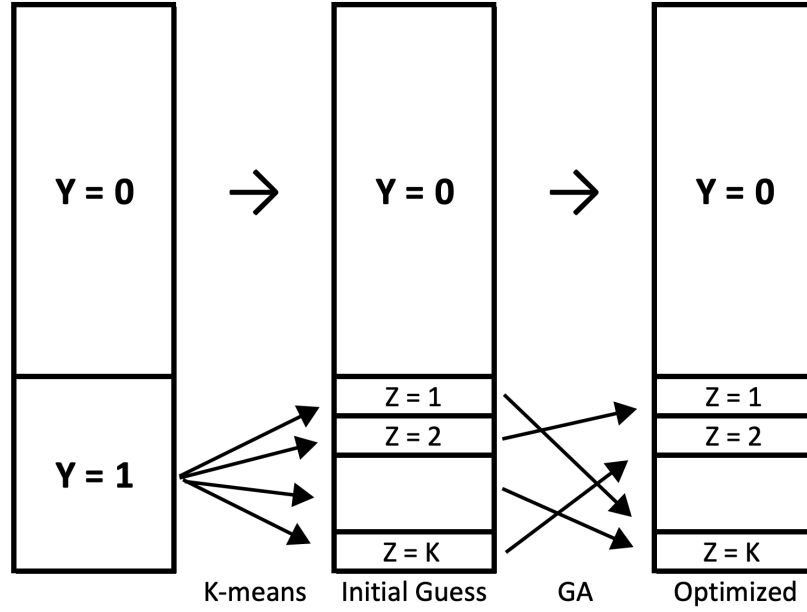 Y = 0
Y = 1
K-means
Y = 0
Z = 1
Z = 2
Z = K
Initial Guess
GA
Y = 0
Z = 1
Z = 2
Z = K
Optimized